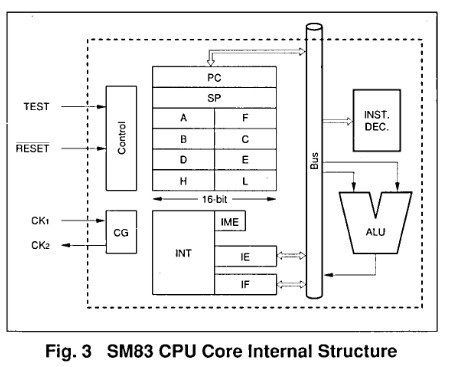 PC
SP
A F
B C
D E
H L
16-bit
TEST
RESET
Control
CK1
CK2
CG
INT
IME
IE
IF
Bus
INST.
DEC.
ALU
Fig. 3 SM83 CPU Core Internal Structure